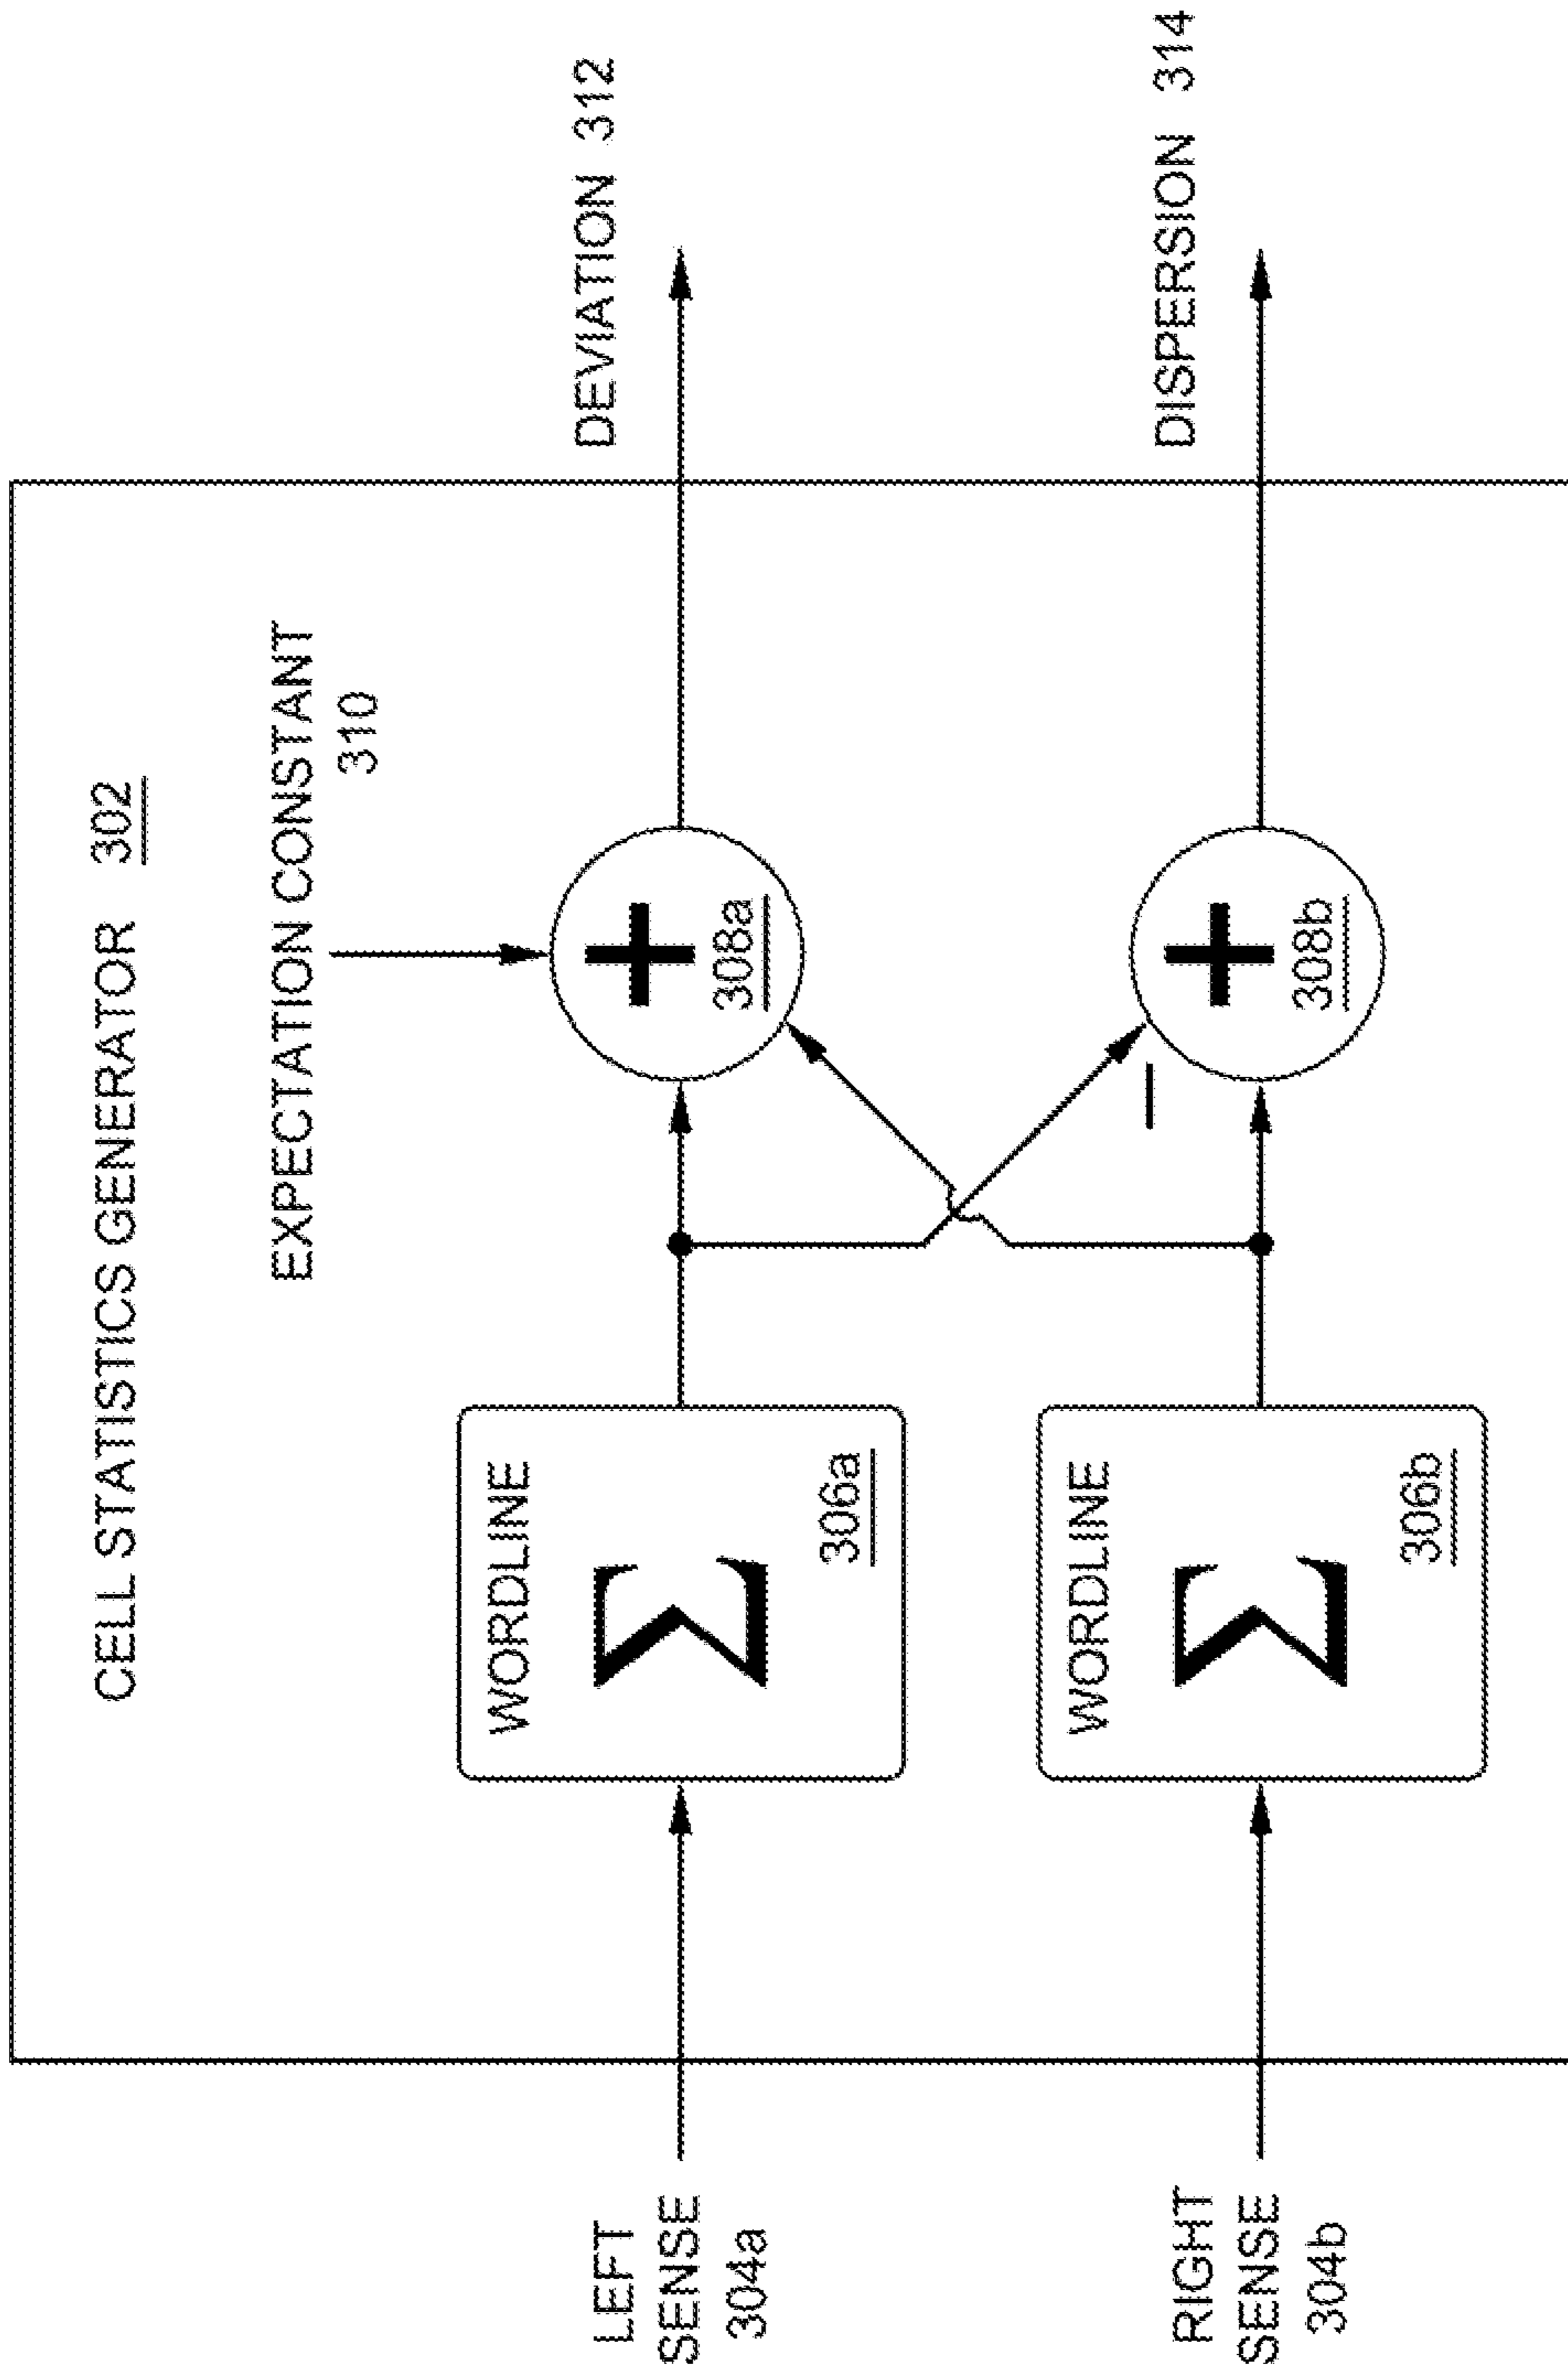 CELL STATISTICS GENERATOR 302
EXPECTATION CONSTANT
310
LEFT
SENSE
304a
WORDLINE
Σ
306a
+
308a
DEVIATION 312
RIGHT
SENSE
304b
WORDLINE
Σ
306b
–
+
308b
DISPERSION 314